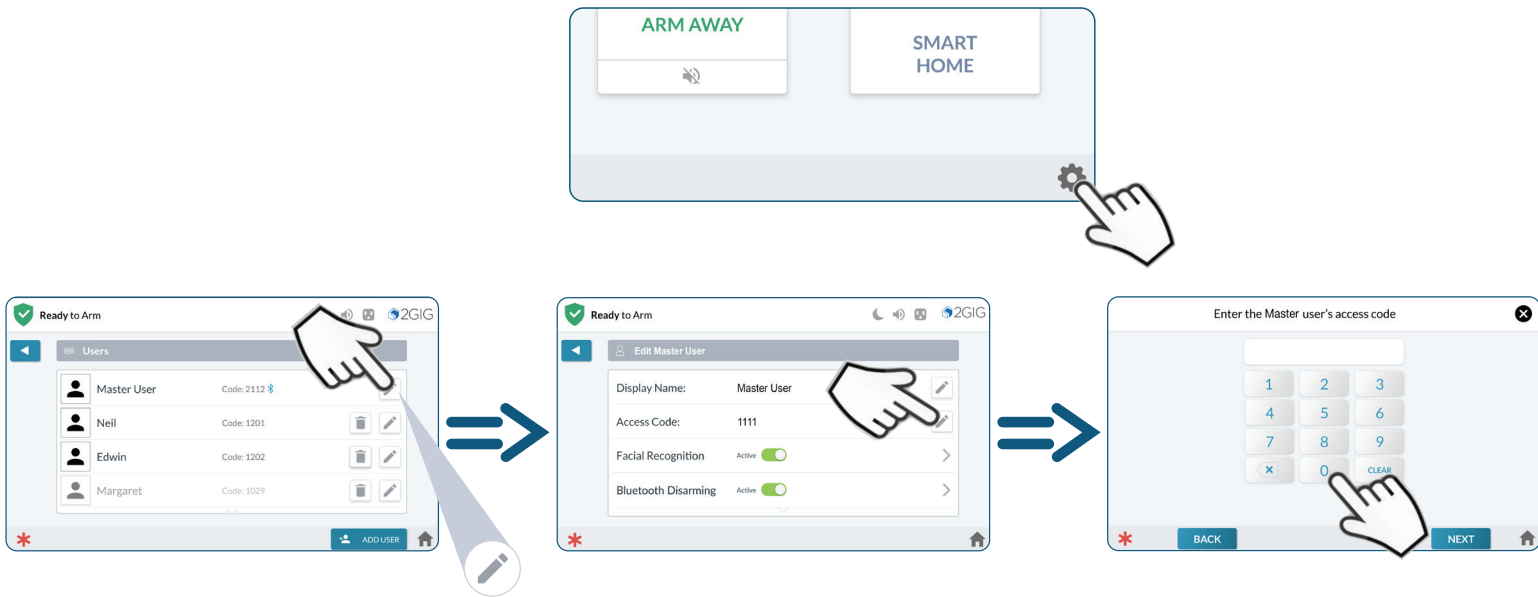 ARM AWAY
SMART
HOME
Ready to Arm
2GIG
Users
Master User
Code: 2112
Neil
Code: 1201
Edwin
Code: 1202
Margaret
Code: 1029
ADD USER
Ready to Arm
2GIG
Edit Master User
Display Name:
Master User
Access Code:
1111
Facial Recognition
Active
Bluetooth Disarming
Active
Enter the Master user's access code
1 2 3
4 5 6
7 8 9
0 CLEAR
BACK
NEXT